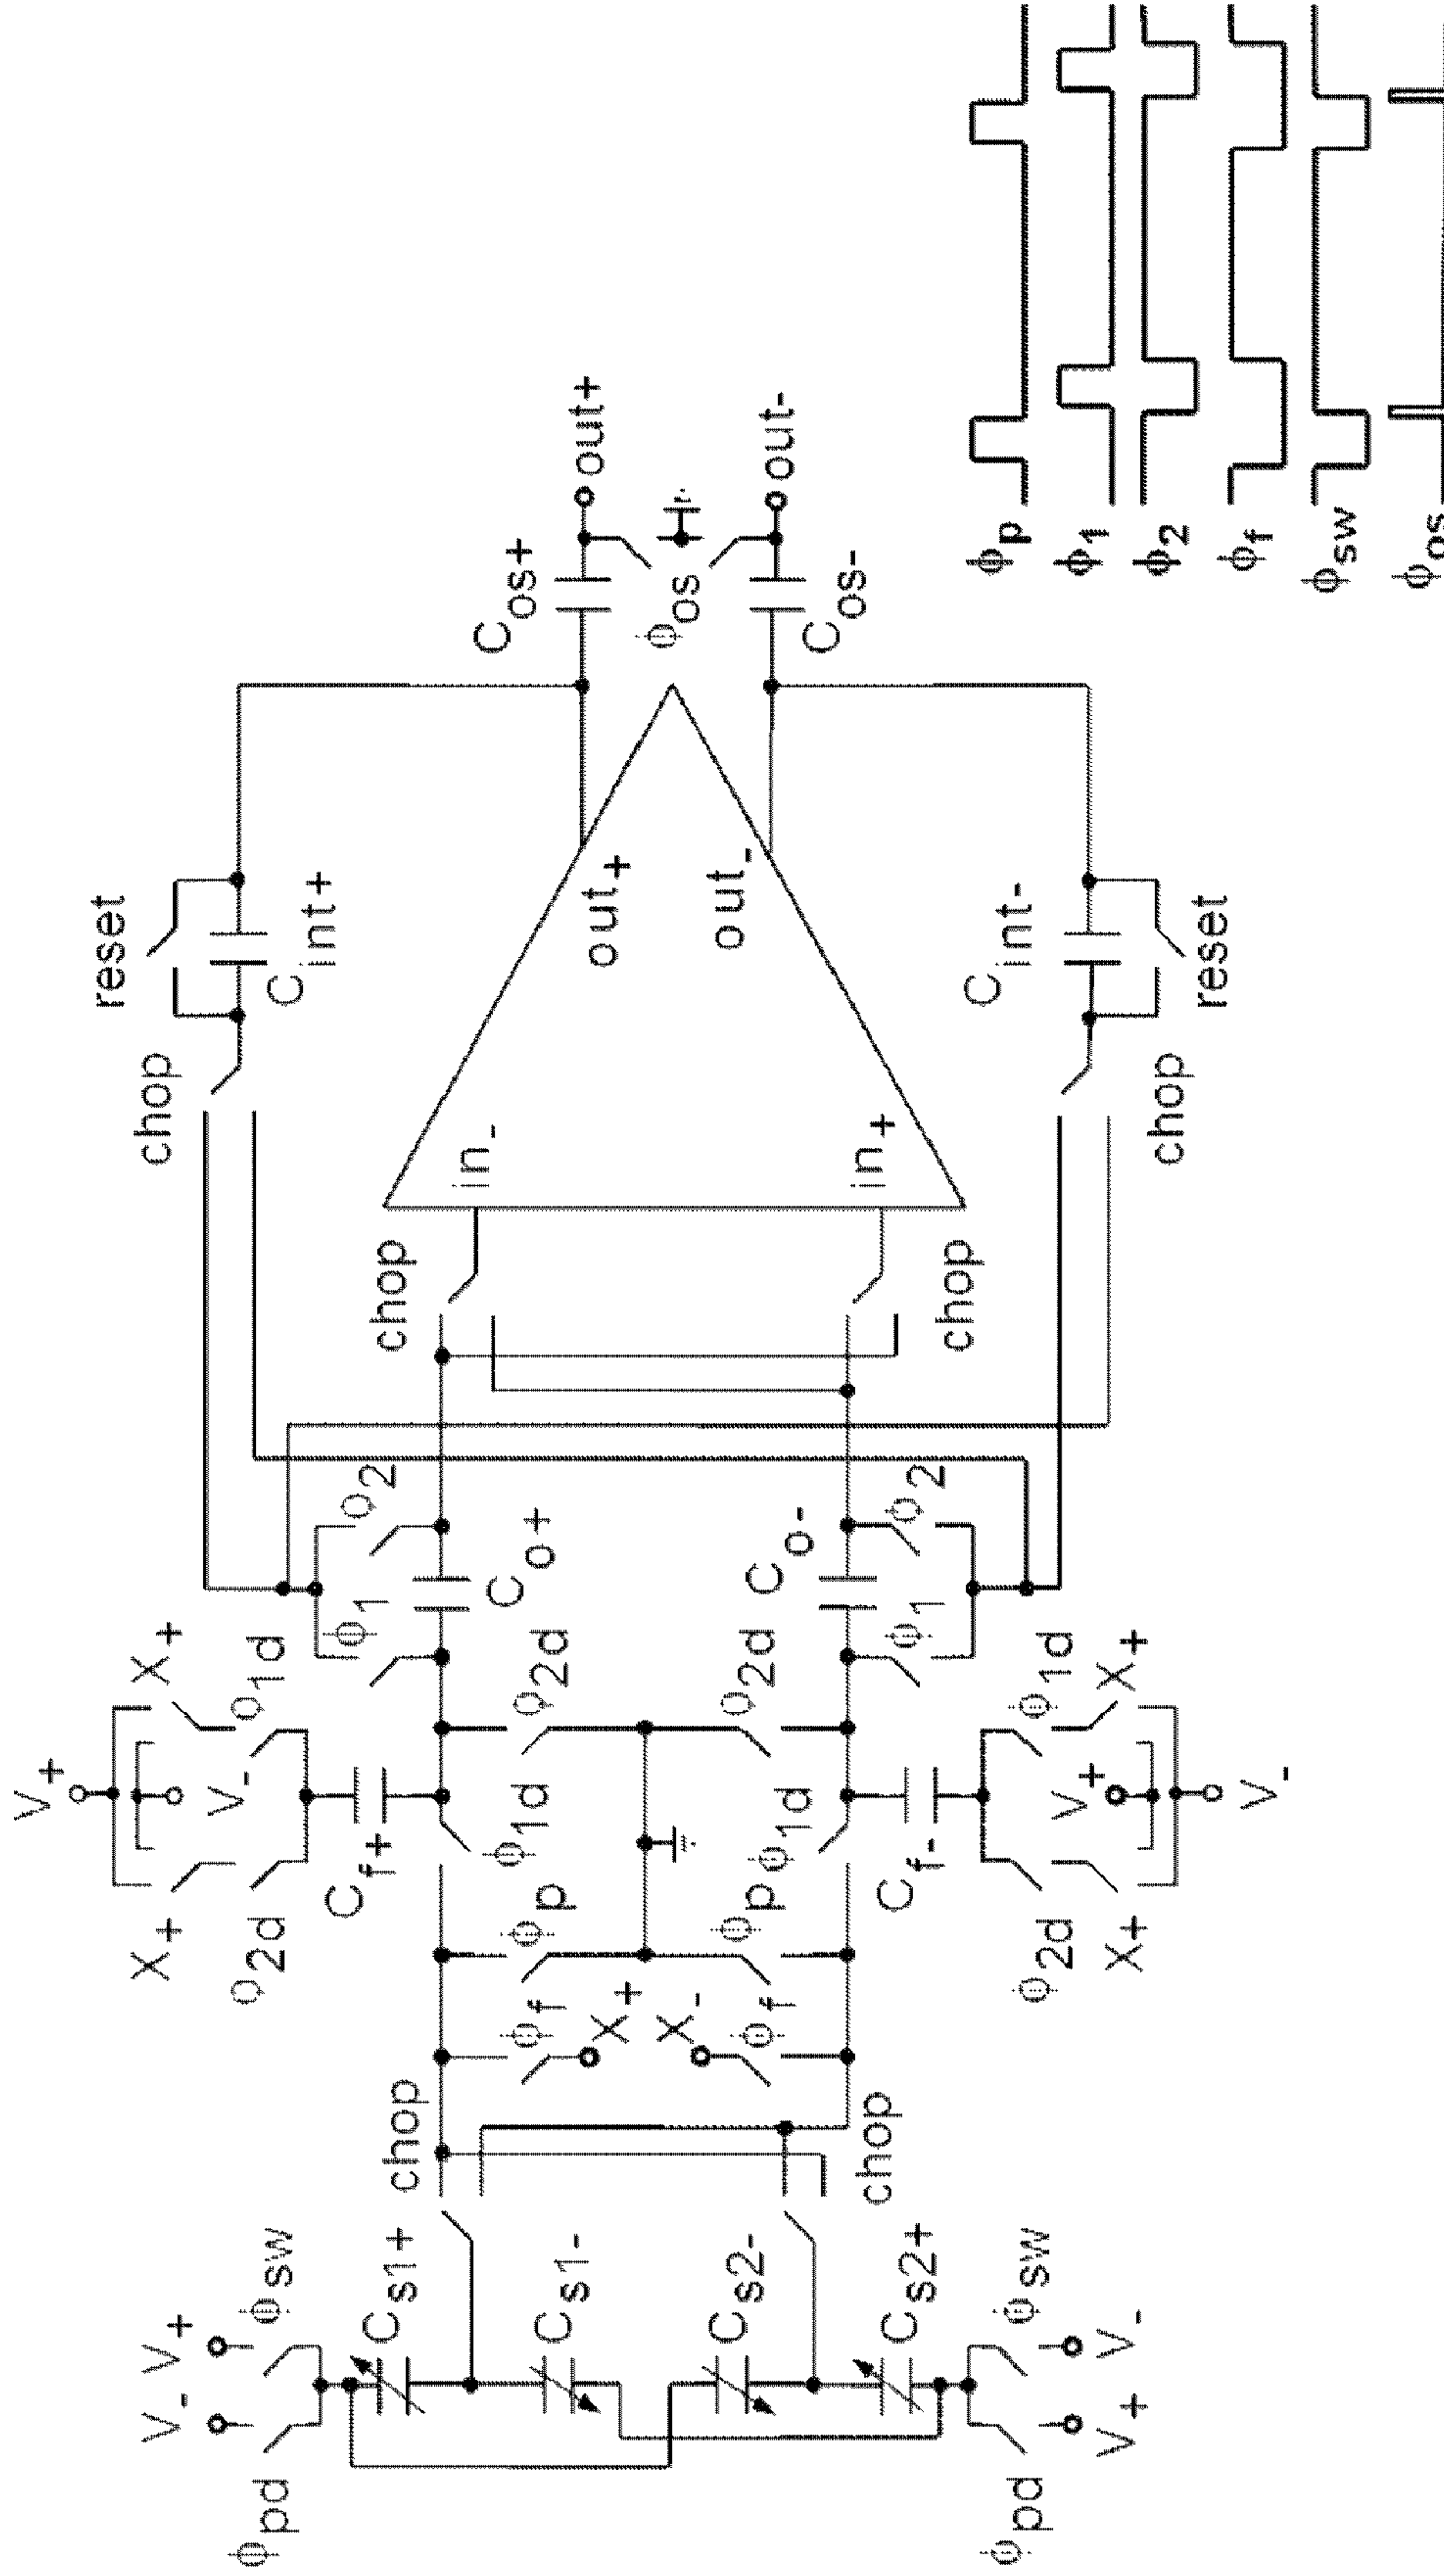 V+
reset
X+ X+ chop
V- V+
V-
ϕpd ϕsw ϕ2d ϕ1d
Cint+
Cf+ ϕ1 ϕ2
Cs1+ chop chop
in-
ϕ1d Co+ Cos+
ϕf ϕp ϕ2d
Cs1-
X+ out+ out+
X- ϕos
Cs2- ϕf ϕp ϕ2d out-
ϕ1d Co- out-
Cos-
in+
Cs2+ chop Cf- ϕ1 ϕ2
chop
Cint-
ϕpd ϕsw ϕ2d ϕ1d
V+
V+ V- X+ X+
chop
reset
V-
ϕp
ϕ1
ϕ2
ϕf
ϕsw
ϕos